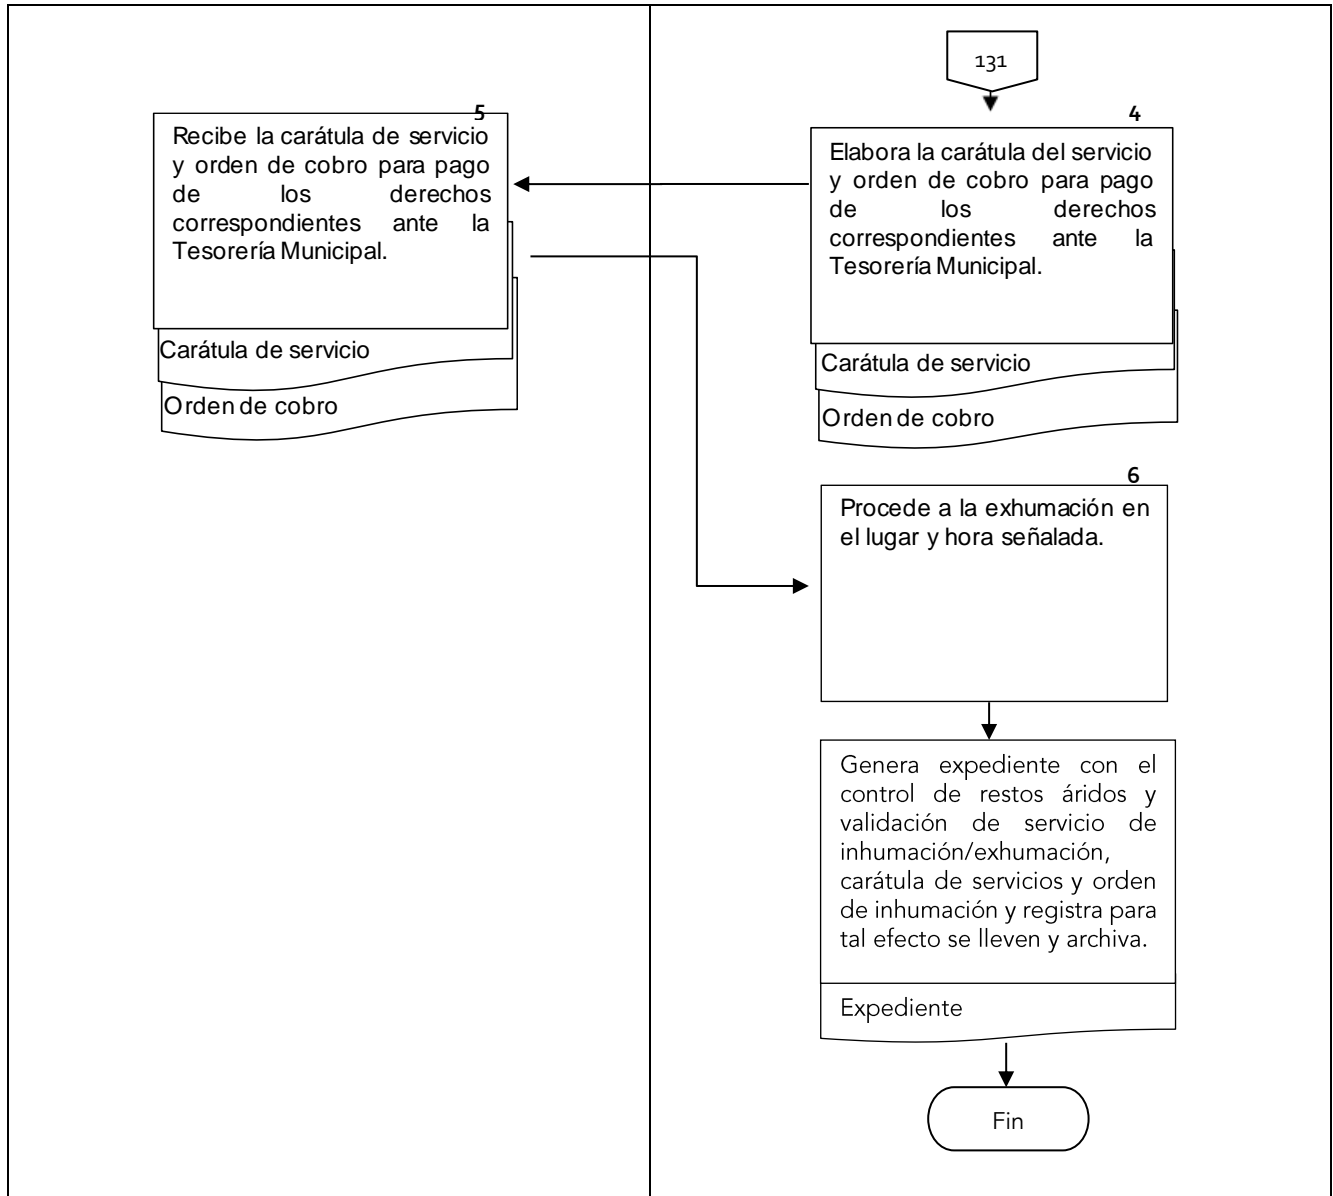 131
4
Elabora la carátula del servicio
y orden de cobro para pago
de los derechos
correspondientes ante la
Tesorería Municipal.
Carátula de servicio
Orden de cobro
5
Recibe la carátula de servicio
y orden de cobro para pago
de los derechos
correspondientes ante la
Tesorería Municipal.
Carátula de servicio
Orden de cobro
6
Procede a la exhumación en
el lugar y hora señalada.
Genera expediente con el
control de restos áridos y
validación de servicio de
inhumación/exhumación,
carátula de servicios y orden
de inhumación y registra para
tal efecto se lleven y archiva.
Expediente
Fin